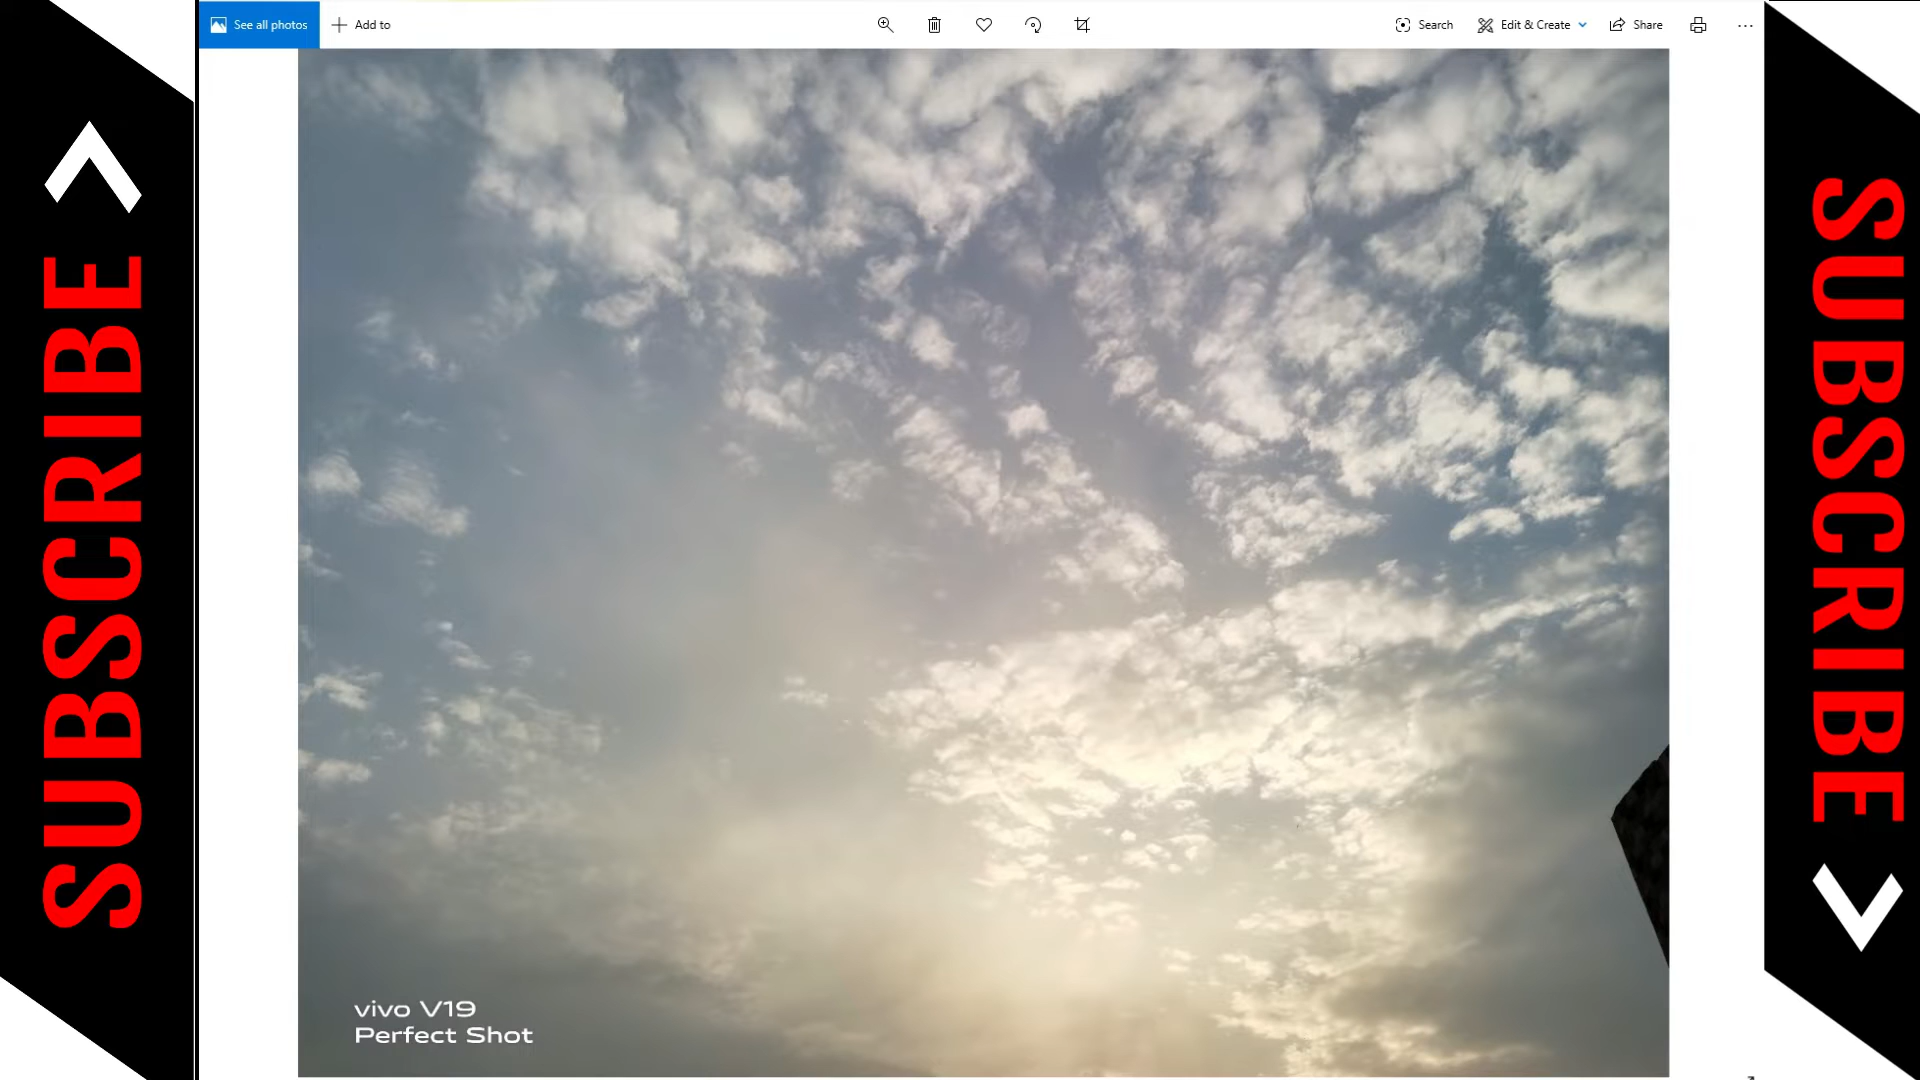 SUBSCRIBE
See all photos
Add to
Search
Edit & Create
Share
vivo V19
Perfect Shot
SUBSCRIBE